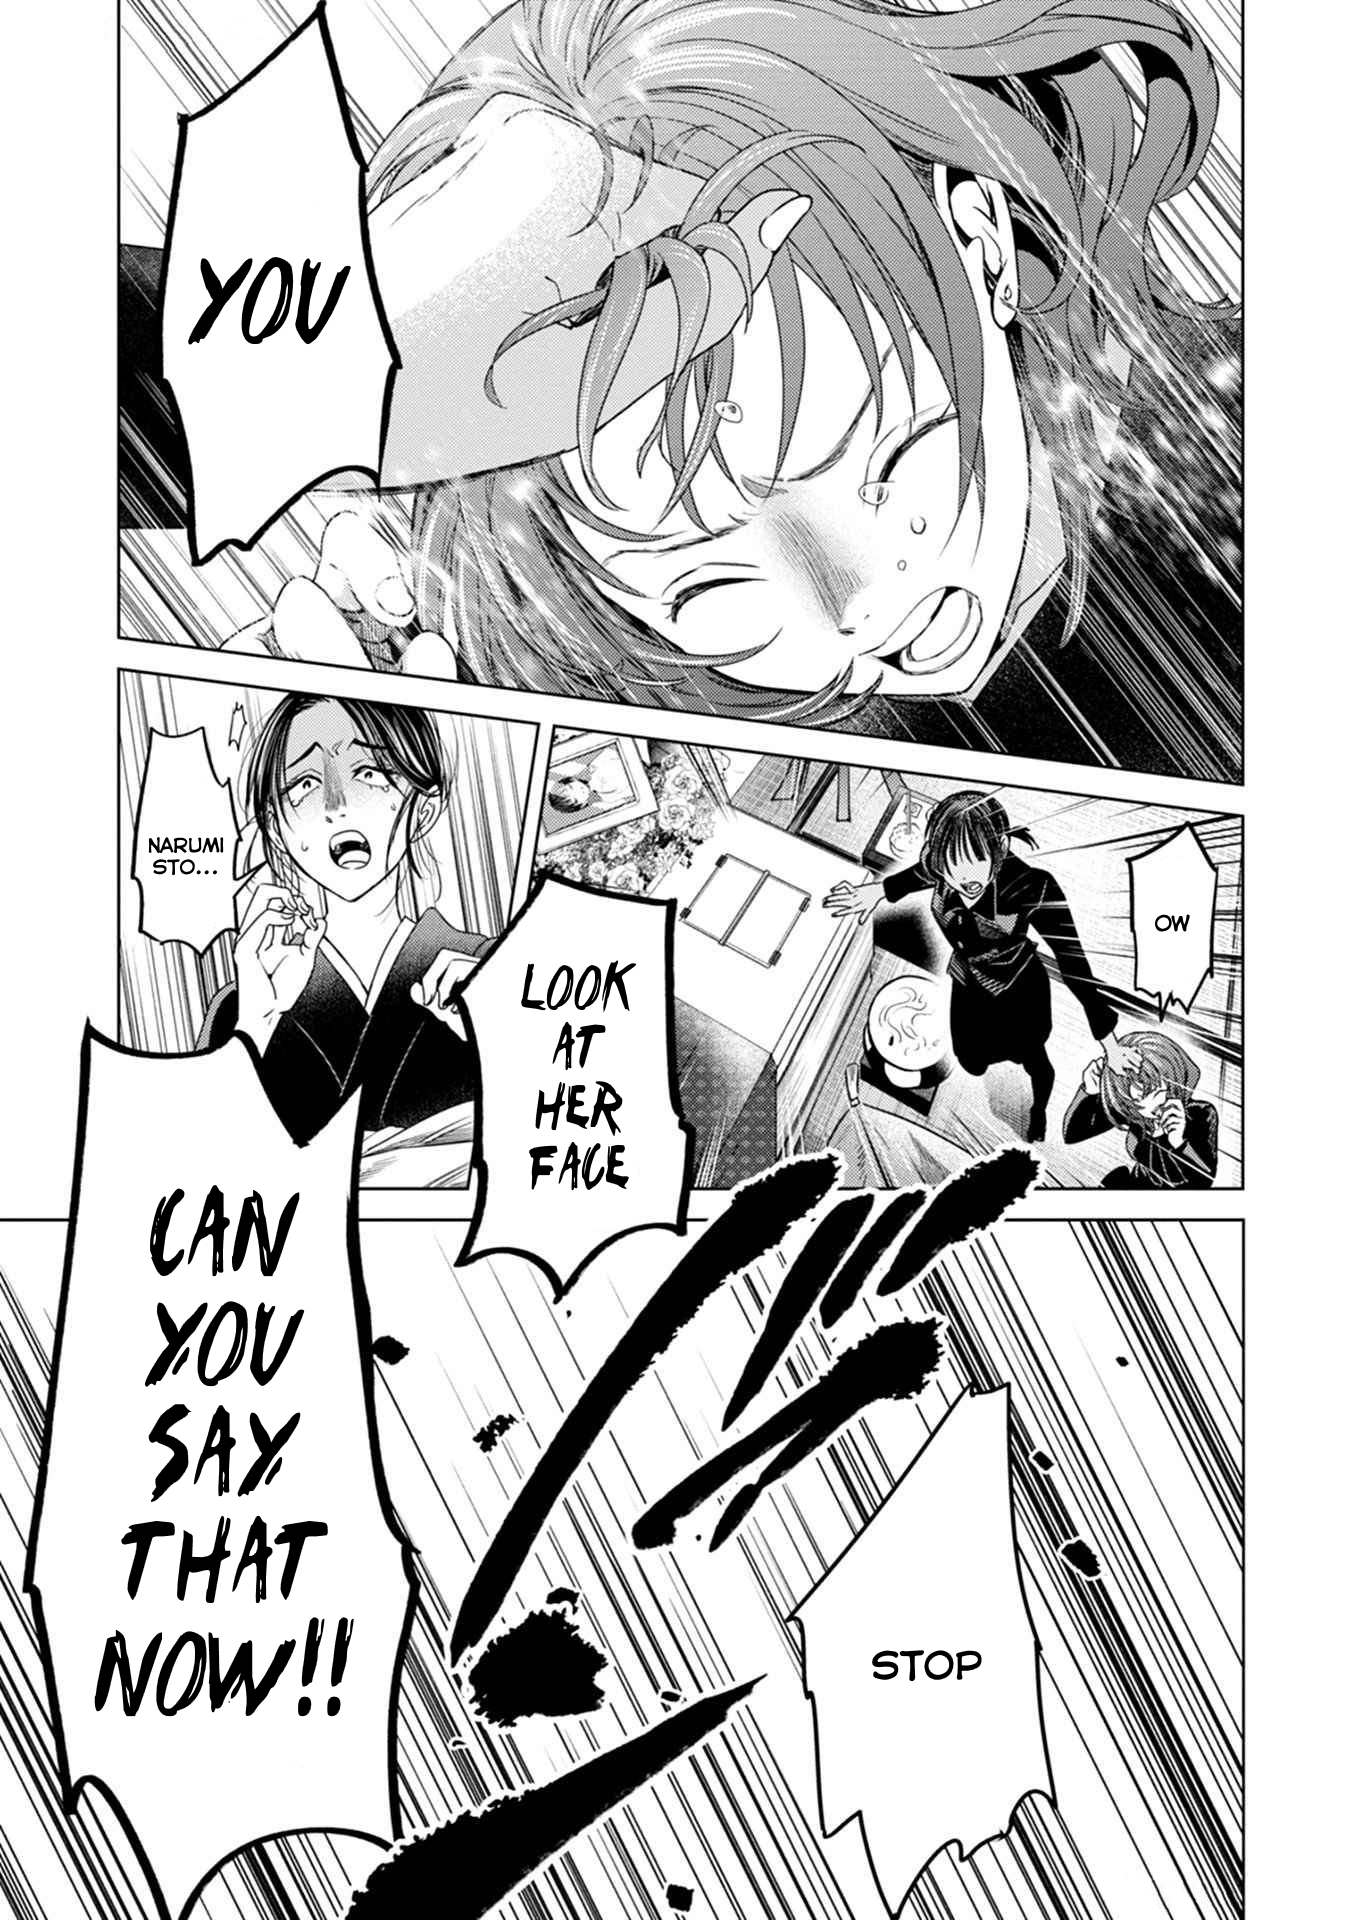 YOU
OW
NARUMI
STO...
LOOK
AT
HER
FACE
CAN
YOU
SAY
THAT
NOW!!
STOP